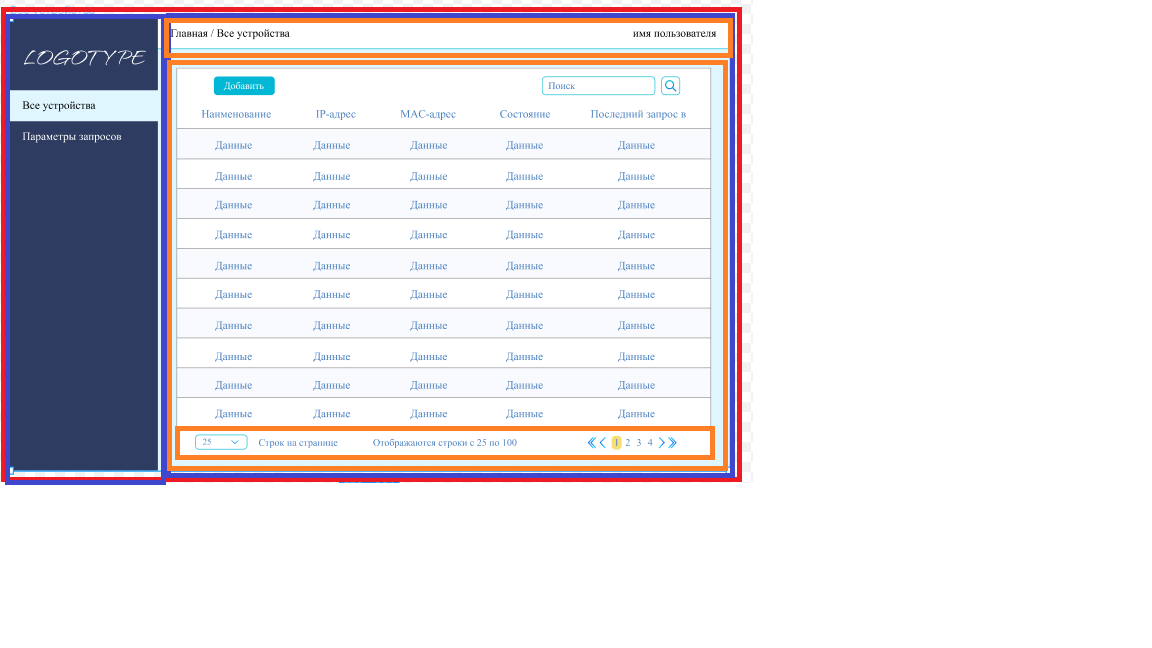 Главная / Все устройства имя пользователя
LOGOTYPE
Все устройства
Параметры запросов
Добавить Поиск
Наименование IP-адрес MAC-адрес Состояние Последний запрос в
Данные Данные Данные Данные Данные
Данные Данные Данные Данные Данные
Данные Данные Данные Данные Данные
Данные Данные Данные Данные Данные
Данные Данные Данные Данные Данные
Данные Данные Данные Данные Данные
Данные Данные Данные Данные Данные
Данные Данные Данные Данные Данные
Данные Данные Данные Данные Данные
Данные Данные Данные Данные Данные
25 Строк на странице Отображаются строки с 25 по 100 1 2 3 4